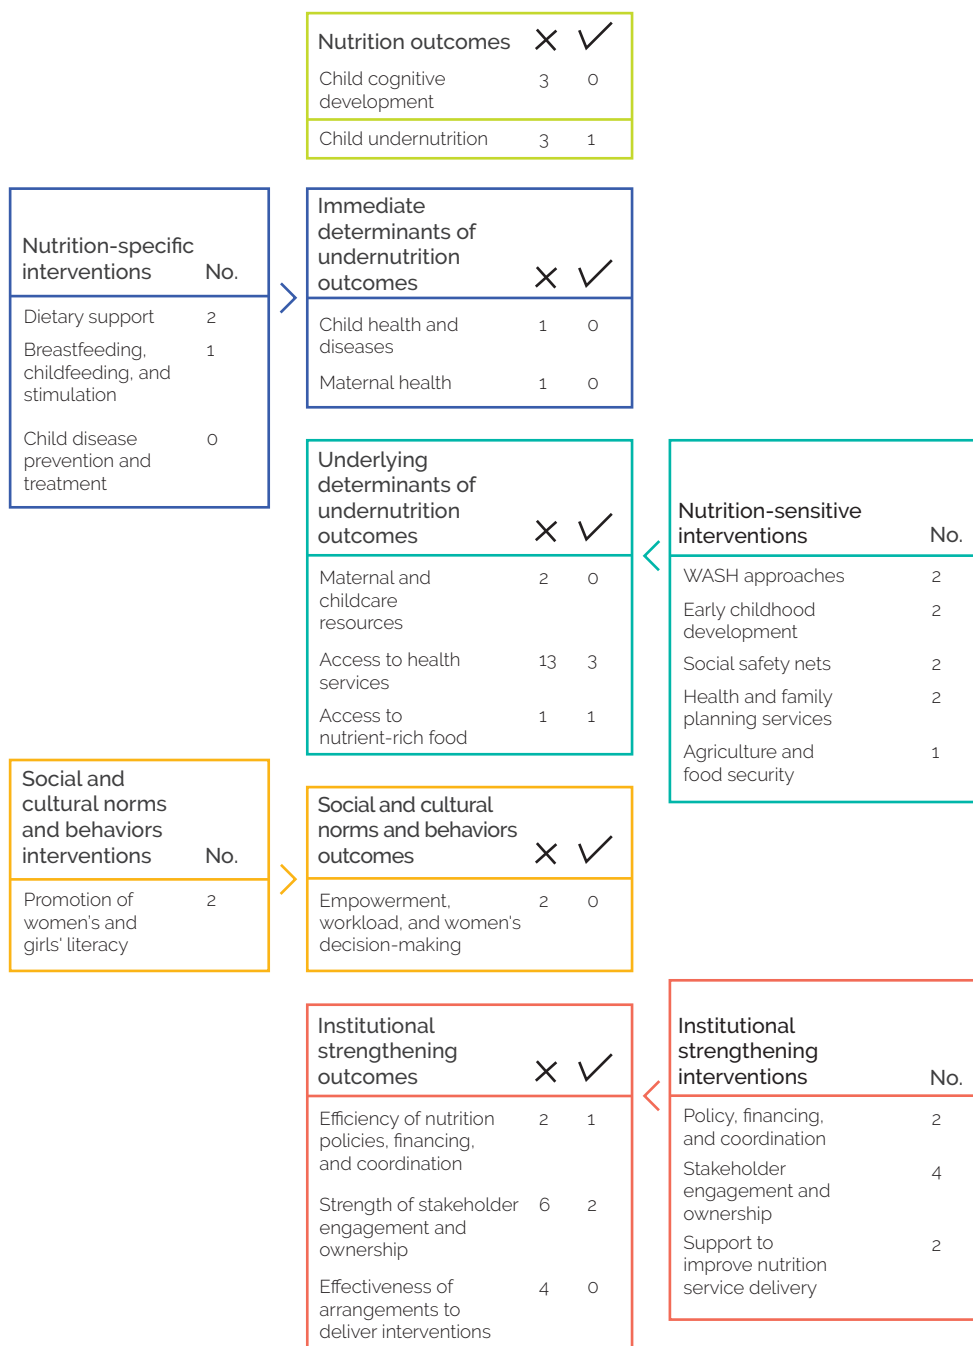 Nutrition outcomes ✕ ✓
Child cognitive 3 0
development
Child undernutrition 3 1
Nutrition-specific
interventions No.
Dietary support 2
Breastfeeding, 1
childfeeding, and
stimulation
Child disease 0
prevention and
treatment
Immediate
determinants of
undernutrition
outcomes ✕ ✓
Child health and 1 0
diseases
Maternal health 1 0
Underlying
determinants of
undernutrition
outcomes ✕ ✓
Maternal and 2 0
childcare
resources
Access to health 13 3
services
Access to 1 1
nutrient-rich food
Nutrition-sensitive
interventions No.
WASH approaches 2
Early childhood 2
development
Social safety nets 2
Health and family 2
planning services
Agriculture and 1
food security
Social and
cultural norms
and behaviors
interventions No.
Promotion of 2
women's and
girls' literacy
Social and cultural
norms and behaviors
outcomes ✕ ✓
Empowerment, 2 0
workload, and women's
decision-making
Institutional
strengthening
outcomes ✕ ✓
Efficiency of nutrition 2 1
policies, financing,
and coordination
Strength of stakeholder 6 2
engagement and
ownership
Effectiveness of 4 0
arrangements to
deliver interventions
Institutional
strengthening
interventions No.
Policy, financing, 2
and coordination
Stakeholder 4
engagement and
ownership
Support to 2
improve nutrition
service delivery